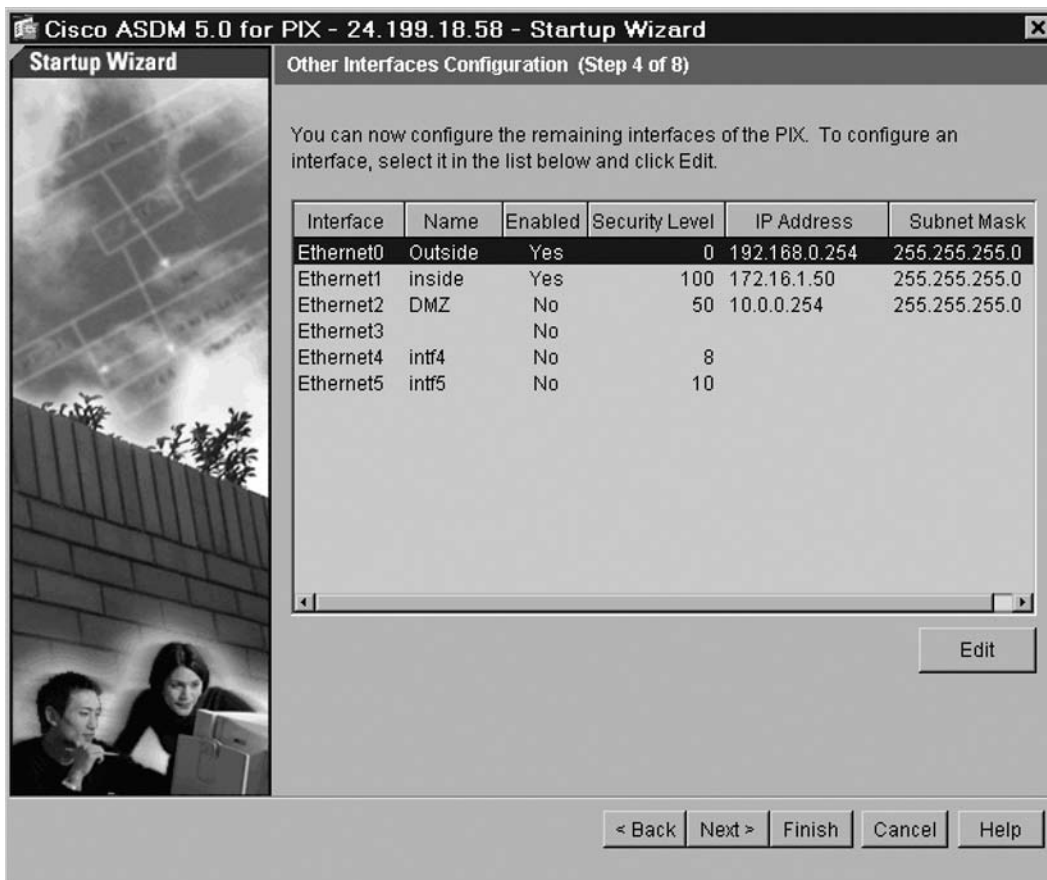 Cisco ASDM 5.0 for PIX - 24.199.18.58 - Startup Wizard
Startup Wizard
Other Interfaces Configuration (Step 4 of 8)
You can now configure the remaining interfaces of the PIX. To configure an
interface, select it in the list below and click Edit.
Interface Name Enabled Security Level IP Address Subnet Mask
Ethernet0 Outside Yes 0 192.168.0.254 255.255.255.0
Ethernet1 inside Yes 100 172.16.1.50 255.255.255.0
Ethernet2 DMZ No 50 10.0.0.254 255.255.255.0
Ethernet3 No
Ethernet4 intf4 No 8
Ethernet5 intf5 No 10
Edit
< Back Next > Finish Cancel Help